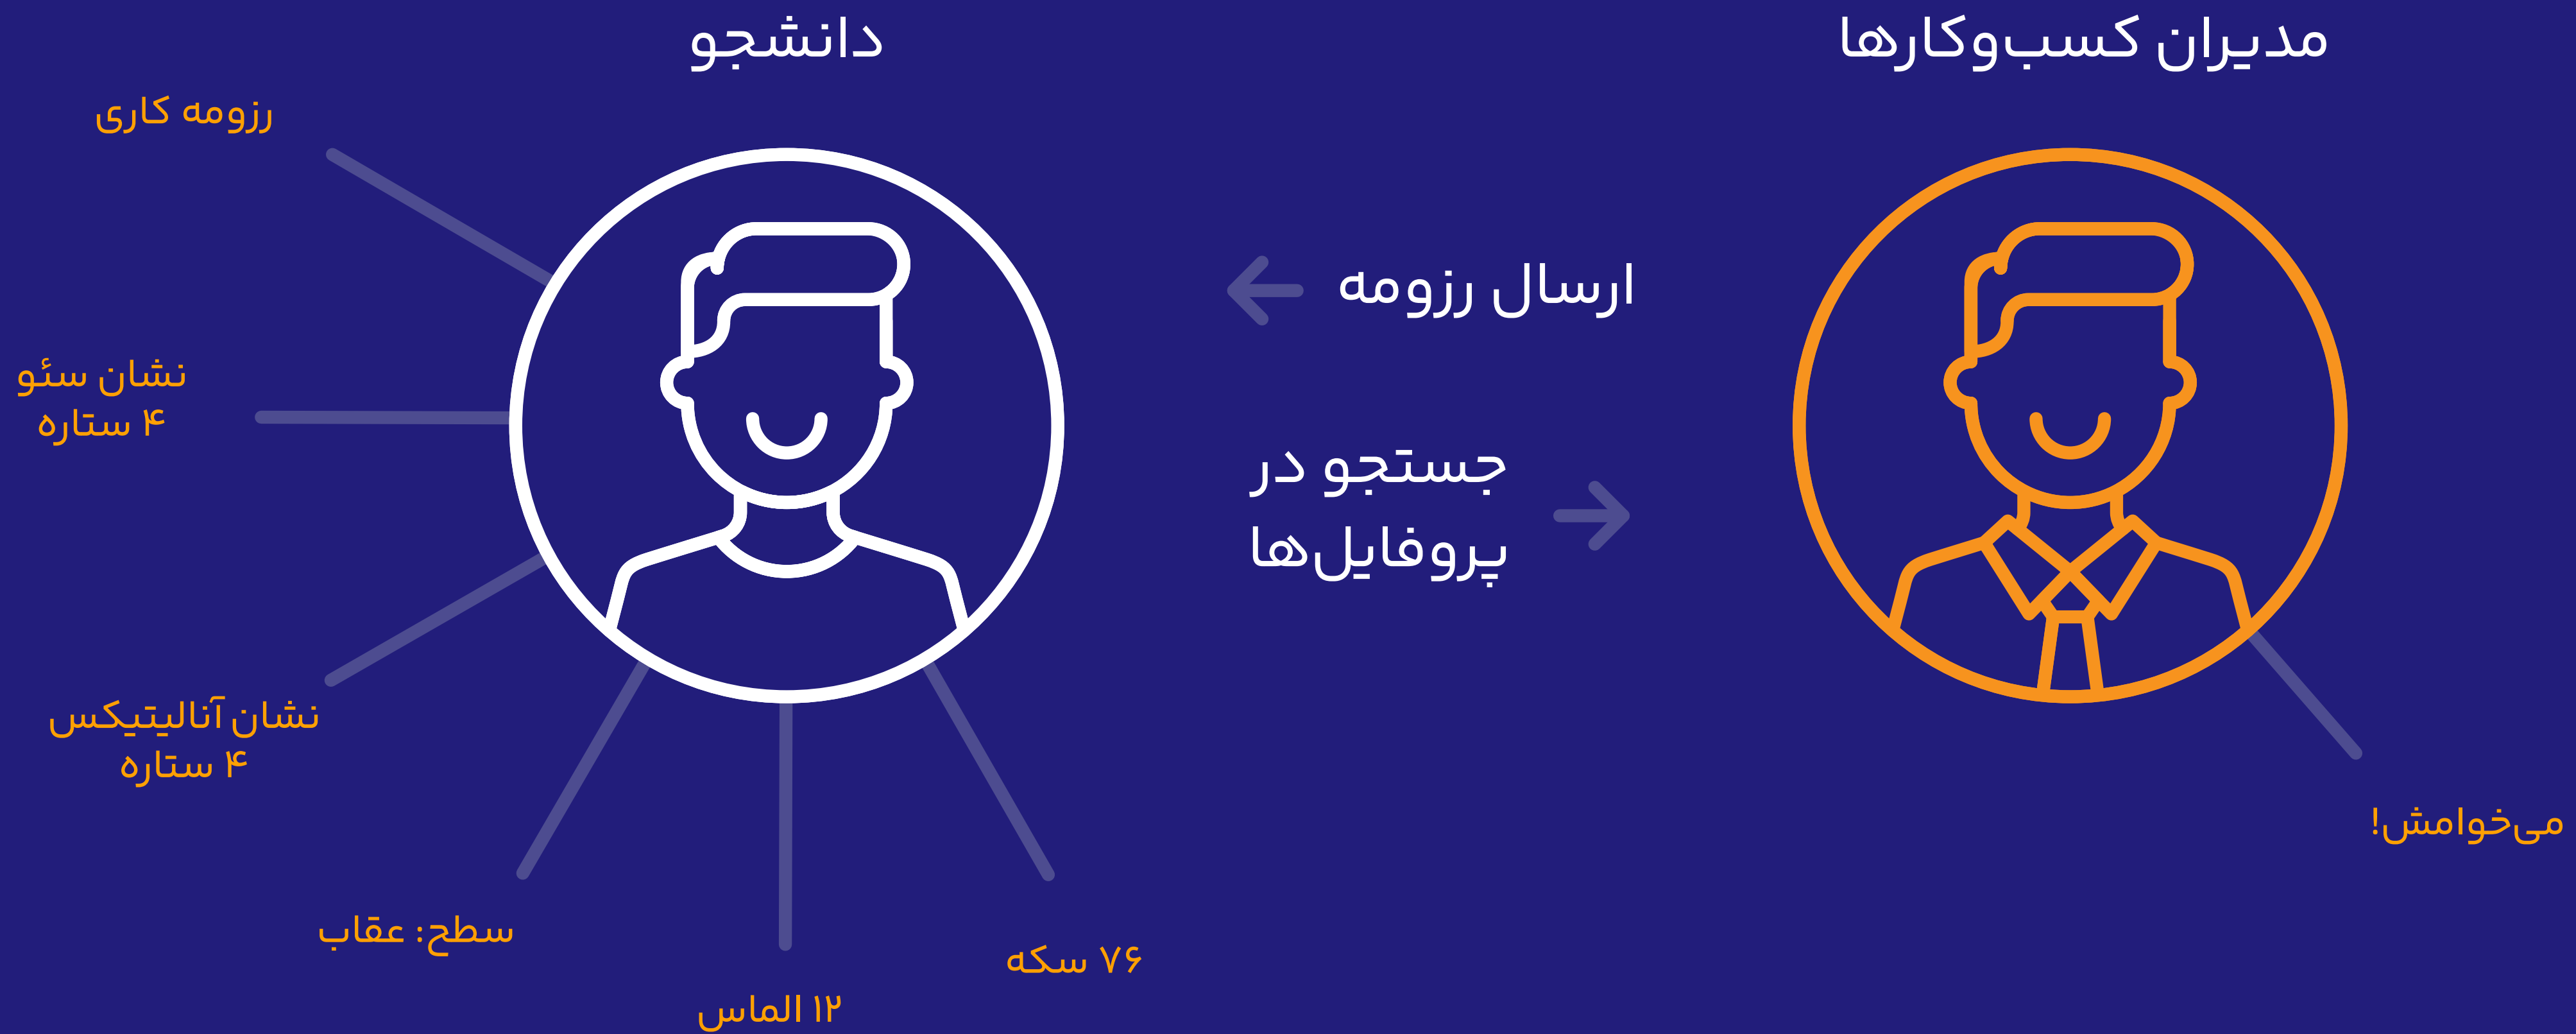 مدیران کسب‌وکارها
دانشجو
رزومه کاری
ارسال رزومه
نشان سئو
۴ ستاره
جستجو در
پروفایل‌ها
نشان آنالیتیکس
۴ ستاره
می‌خوامش!
سطح: عقاب
۷۶ سکه
۱۲ الماس